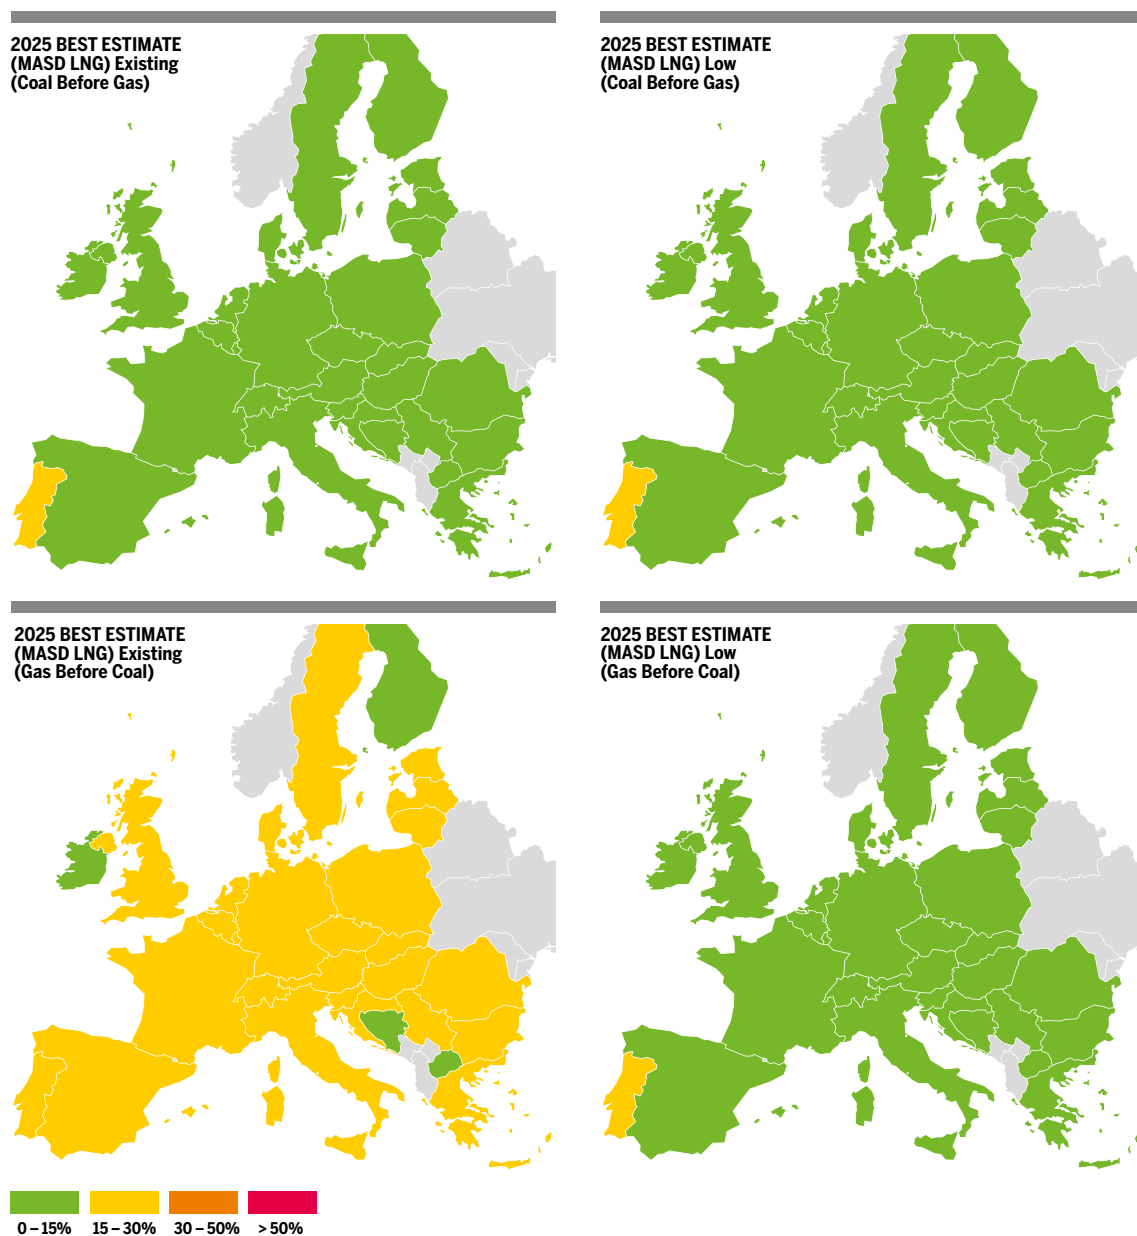 2025 BEST ESTIMATE
(MASD LNG) Existing
(Coal Before Gas)
2025 BEST ESTIMATE
(MASD LNG) Low
(Coal Before Gas)
2025 BEST ESTIMATE
(MASD LNG) Existing
(Gas Before Coal)
2025 BEST ESTIMATE
(MASD LNG) Low
(Gas Before Coal)
0 – 15% 15 – 30% 30 – 50% > 50%